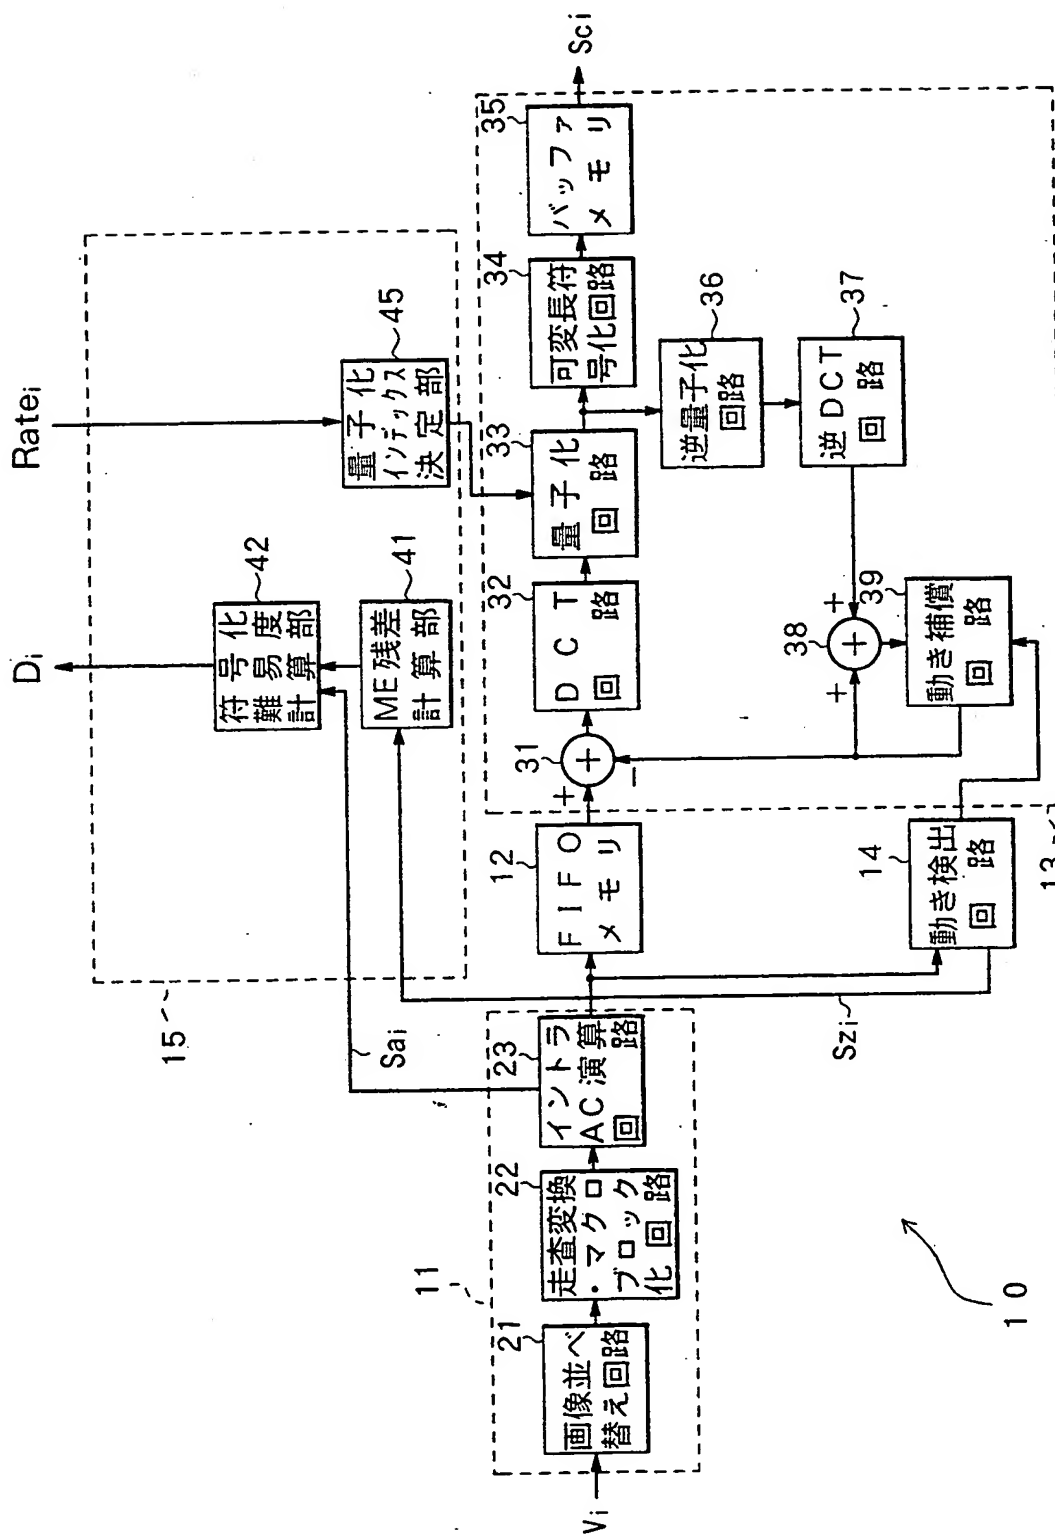 Di
Ratei
15
符号化
難易度
計算部
42
ME残差
計算部
41
量子化
インデックス
決定部
45
Sai
11
Vi
画像並べ
替え回路
21
走査変換
・マクロ
ブロック
化回路
22
イントラ
AC演算
回路
23
FIFO
メモリ
12
+
−
+
31
DCT
回路
32
量子化
回路
33
可変長符
号化回路
34
バッファ
メモリ
35
Sci
逆量子化
回路
36
逆DCT
回路
37
+
+
+
38
動き補償
回路
39
Szi
動き検出
回路
14
13
10